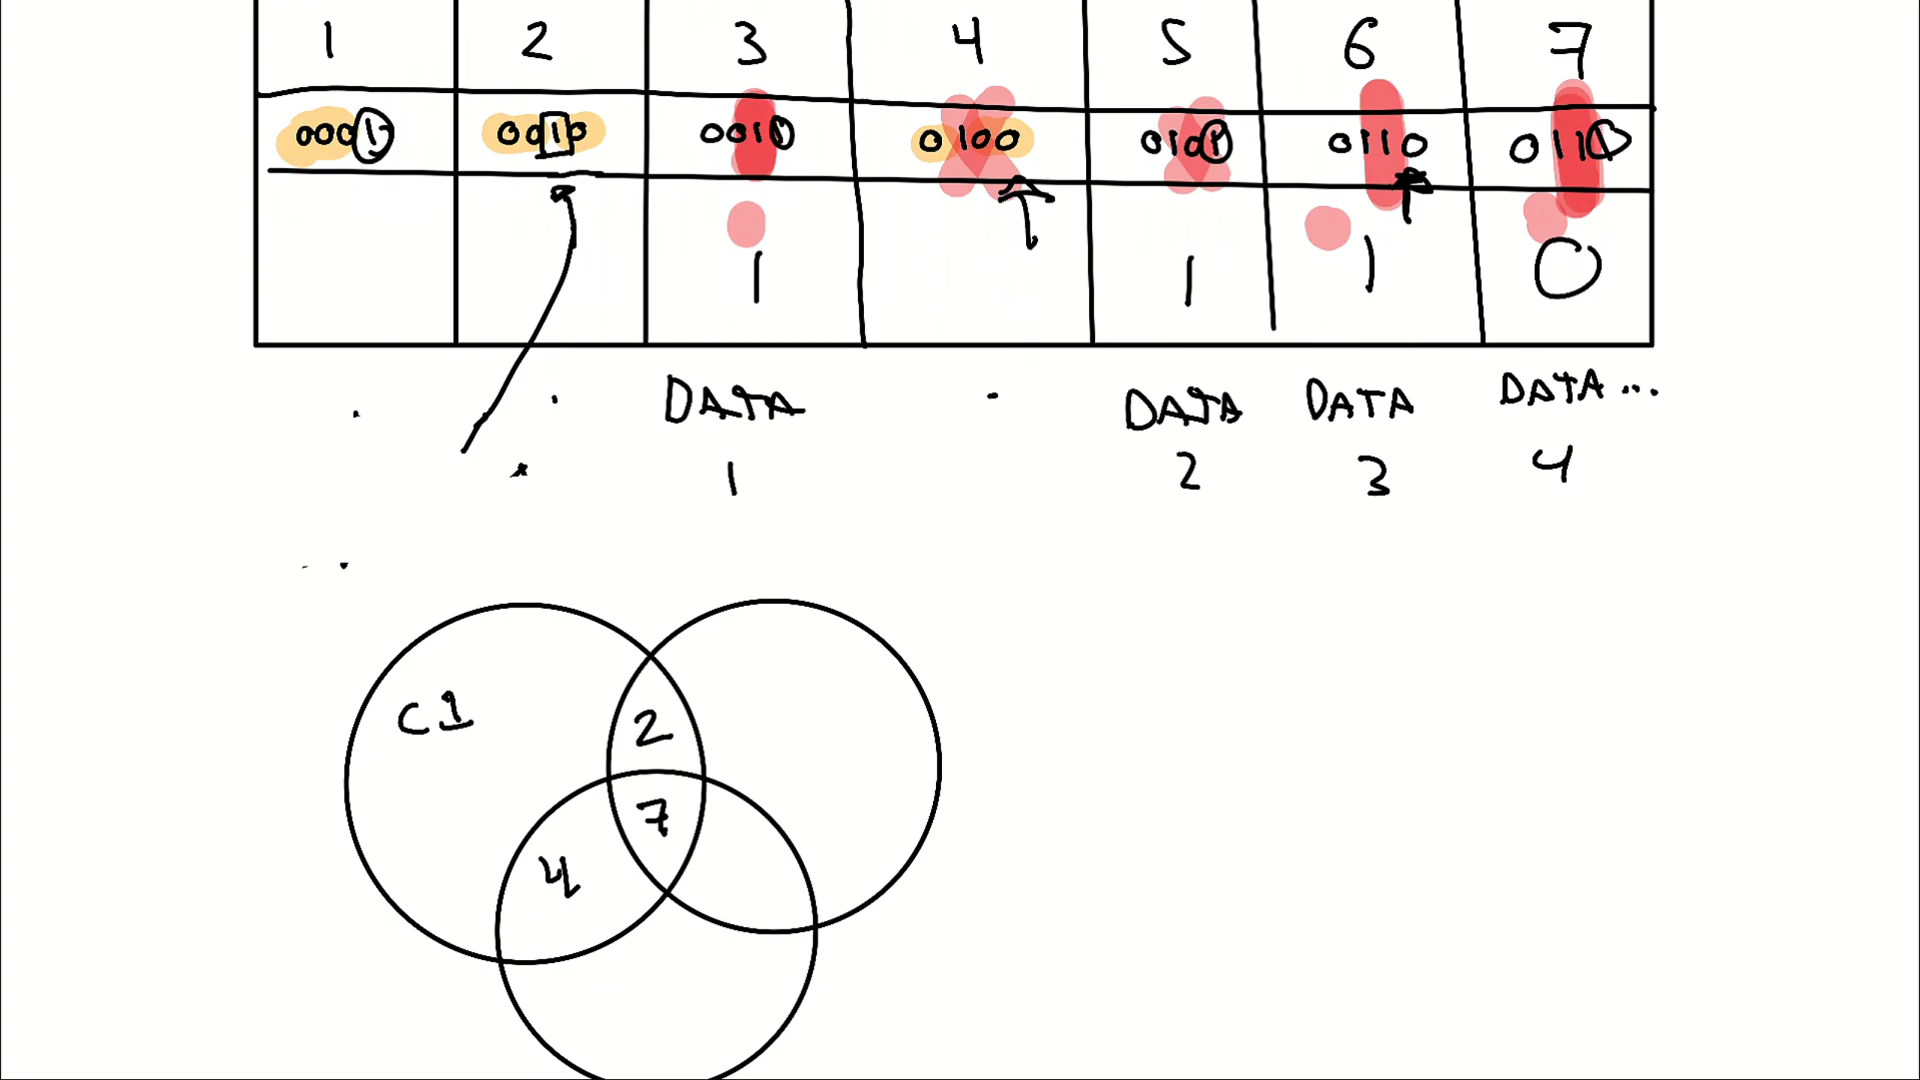 1 2 3 4 5 6 7
0001 0010 0011 0100 0101 0110 0111
1 1 1 0
DATA DATA DATA DATA...
1 2 3 4
C1 2
7
4